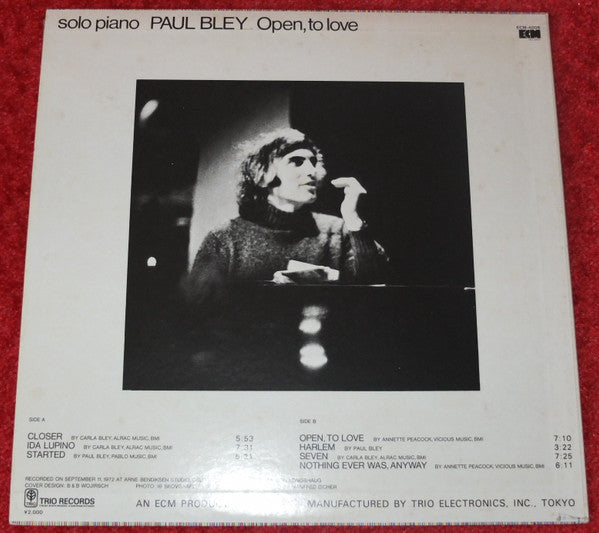 solo piano PAUL BLEY Open, to love
ECM
SIDE A
CLOSER BY CARLA BLEY, ALRAC MUSIC, BMI 5.53
IDA LUPINO BY CARLA BLEY, ALRAC MUSIC, BMI 7.31
STARTED BY PAUL BLEY, PABLO MUSIC, BMI
SIDE B
OPEN, TO LOVE BY ANNETTE PEACOCK, VICIOUS MUSIC, BMI 7:10
HARLEM BY PAUL BLEY 3:22
SEVEN BY CARLA BLEY, ALRAC MUSIC, BMI 7:25
NOTHING EVER WAS, ANYWAY BY ANNETTE PEACOCK, VICIOUS MUSIC, BMI 6:11
RECORDED ON SEPTEMBER 11, 1972 AT ARNE BENDIKSEN STUDIO,
COVER DESIGN: B & B WOJIRSCH PHOTO: EICHER
TRIO RECORDS
¥2,000
AN ECM MANUFACTURED BY TRIO ELECTRONICS, INC., TOKYO